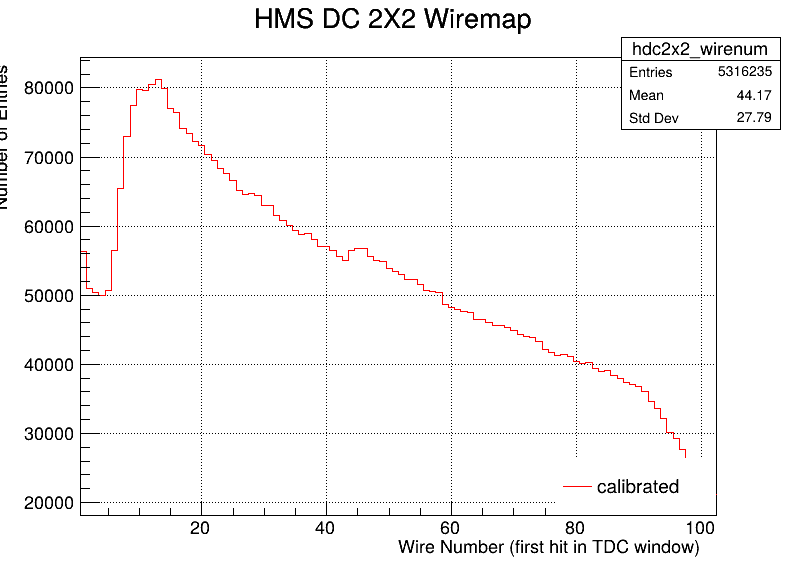 HMS DC 2X2 Wiremap
hdc2x2_wirenum
Entries 5316235
Mean 44.17
Std Dev 27.79
Number of Entries
80000
70000
60000
50000
40000
30000
20000
calibrated
20 40 60 80 100
Wire Number (first hit in TDC window)